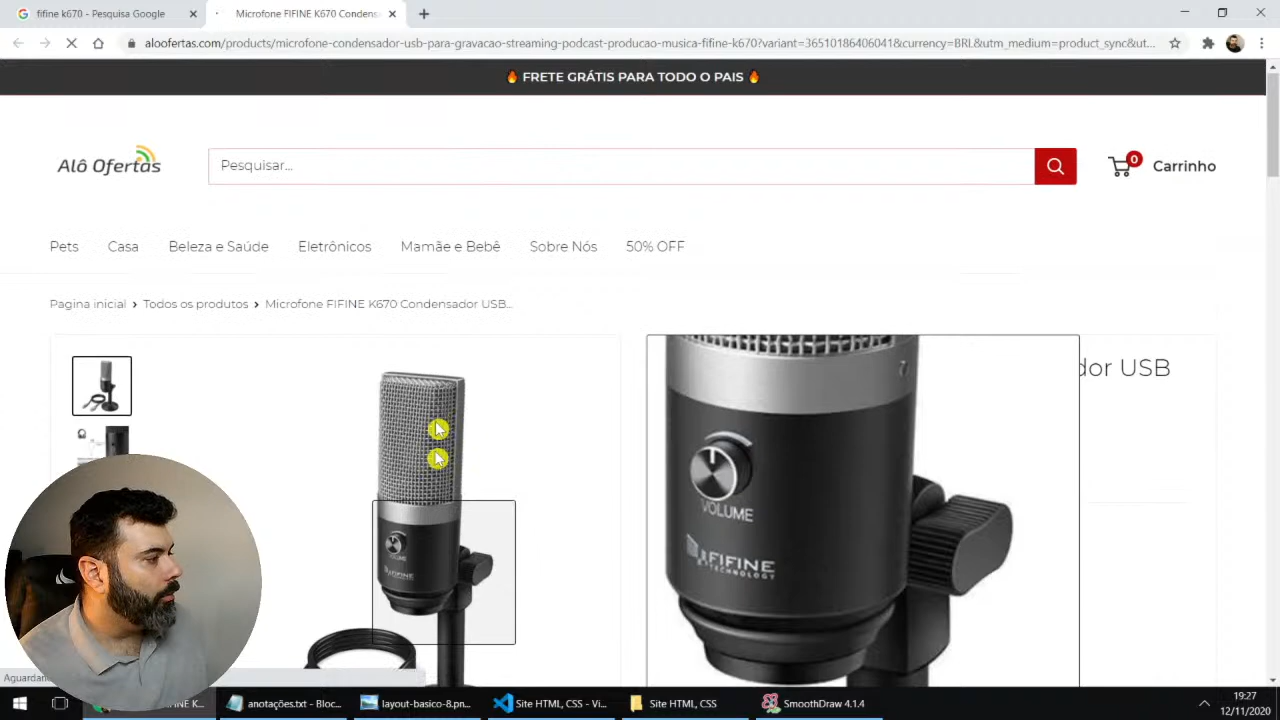 fifine k670 - Pesquisa Google
Microfone FIFINE K670 Condens
aloofertas.com/products/microfone-condensador-usb-para-gravacao-streaming-podcast-producao-musica-fifine-k670?variant=36510186406041&currency=BRL&utm_medium=product_sync&ut...
🔥 FRETE GRÁTIS PARA TODO O PAIS 🔥
Alô Ofertas
Pesquisar...
0
Carrinho
Pets
Casa
Beleza e Saúde
Eletrônicos
Mamãe e Bebê
Sobre Nós
50% OFF
Pagina inicial > Todos os produtos > Microfone FIFINE K670 Condensador USB...
dor USB
VOLUME
FIFINE
TECHNOLOGY
VOLUME
FIFINE
Aguardan
FINE K...
anotações.txt - Bloc...
layout-basico-8.pn...
Site HTML, CSS - Vi...
Site HTML, CSS
SmoothDraw 4.1.4
19:27
12/11/2020